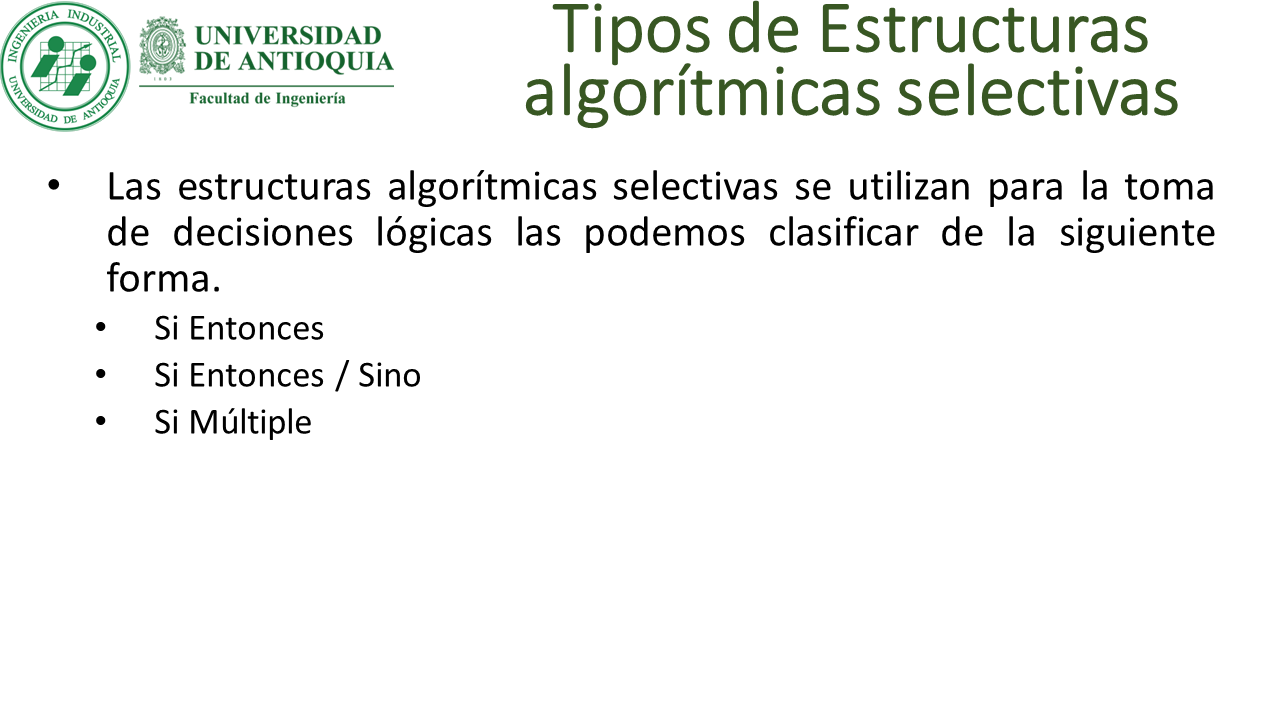 INGENIERIA INDUSTRIAL
UNIVERSIDAD DE ANTIOQUIA
UNIVERSIDAD
DE ANTIOQUIA
1803
Facultad de Ingeniería
Tipos de Estructuras
algorítmicas selectivas
• Las estructuras algorítmicas selectivas se utilizan para la toma
de decisiones lógicas las podemos clasificar de la siguiente
forma.
• Si Entonces
• Si Entonces / Sino
• Si Múltiple